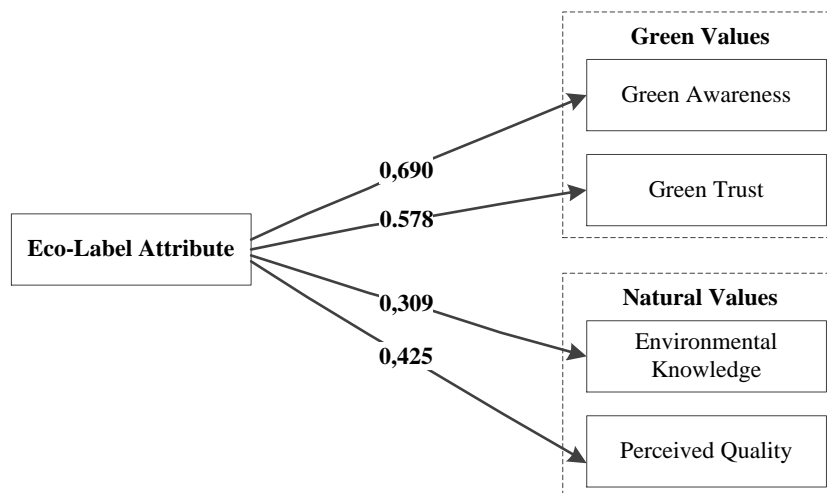 Green Values
Green Awareness
0,690
0.578
Green Trust
Eco-Label Attribute
Natural Values
0,309
Environmental
Knowledge
0,425
Perceived Quality